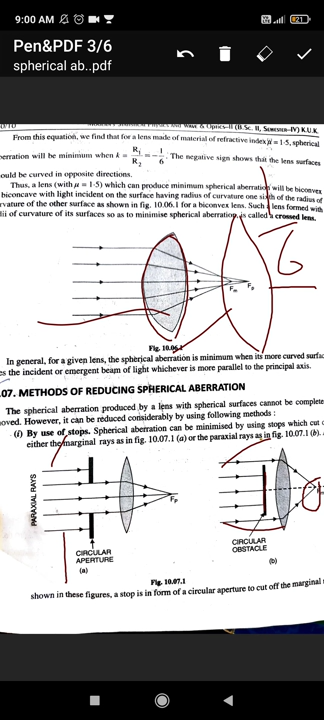 9:00 AM
21
Pen&PDF 3/6
spherical ab..pdf
Optics-II (B.Sc. II, SEMESTER-IV) K.U.K.
From this equation, we find that for a lens made of material of refractive index μ = 1·5, spherical
erration will be minimum when k = R₁/R₂ = − 1/6. The negative sign shows that the lens surfaces
ould be curved in opposite directions.
Thus, a lens (with μ = 1·5) which can produce minimum spherical aberration will be biconvex
biconcave with light incident on the surface having radius of curvature one sixth of the radius of
rvature of the other surface as shown in fig. 10.06.1 for a biconvex lens. Such a lens formed with
dii of curvature of its surfaces so as to minimise spherical aberration, is called a crossed lens.
6
Fm
Fp
Fig. 10.06.1
In general, for a given lens, the spherical aberration is minimum when its more curved surfac
es the incident or emergent beam of light whichever is more parallel to the principal axis.
.07. METHODS OF REDUCING SPHERICAL ABERRATION
The spherical aberration produced by a lens with spherical surfaces cannot be complete
oved. However, it can be reduced considerably by using following methods :
(i) By use of stops. Spherical aberration can be minimised by using stops which cut o
either the marginal rays as in fig. 10.07.1 (a) or the paraxial rays as in fig. 10.07.1 (b).
PARAXIAL RAYS
Fp
CIRCULAR
APERTURE
(a)
CIRCULAR
OBSTACLE
(b)
Fig. 10.07.1
shown in these figures, a stop is in form of a circular aperture to cut off the marginal